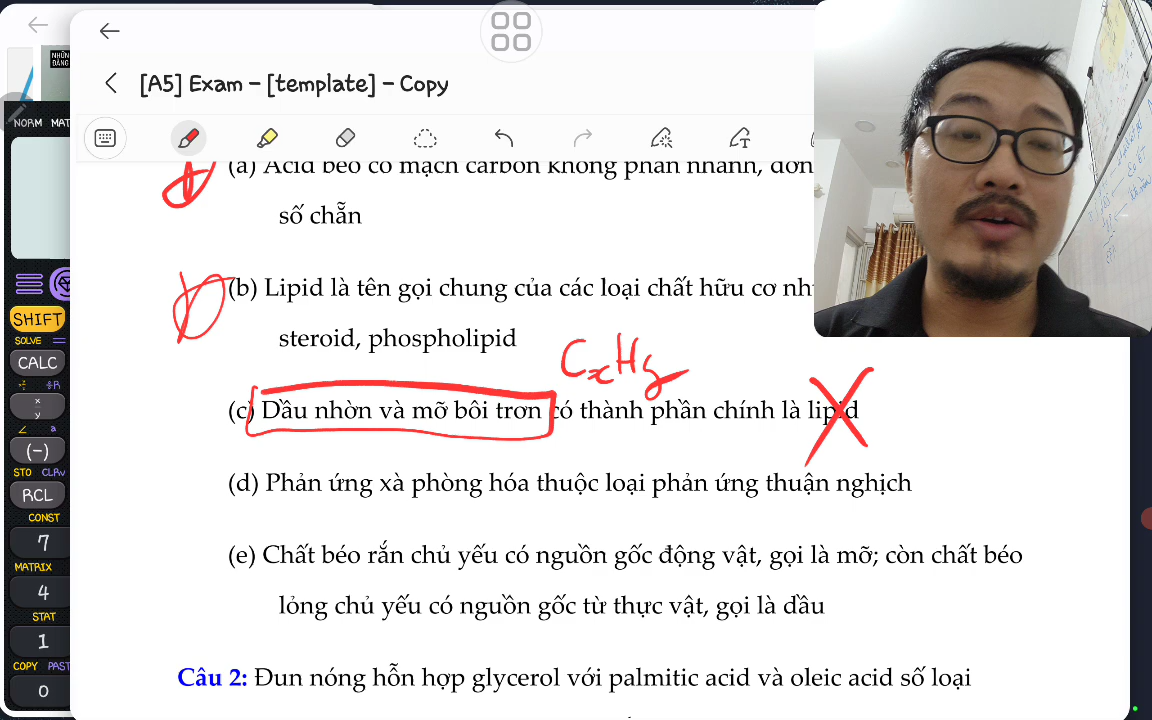 NHỮN
ĐẲNG
[A5] Exam – [template] – Copy
NORM MAT
(a) Acid béo có mạch carbon không phân nhánh, đơn
số chẵn
(b) Lipid là tên gọi chung của các loại chất hữu cơ
steroid, phospholipid
CxHy
(c) Dầu nhờn và mỡ bôi trơn có thành phần chính là lipid
(d) Phản ứng xà phòng hóa thuộc loại phản ứng thuận nghịch
(e) Chất béo rắn chủ yếu có nguồn gốc động vật, gọi là mỡ; còn chất béo
lỏng chủ yếu có nguồn gốc từ thực vật, gọi là dầu
Câu 2: Đun nóng hỗn hợp glycerol với palmitic acid và oleic acid số loại
SHIFT
SOLVE =
CALC
x
y
a
(−)
STO CLRv
RCL
CONST
7
MATRIX
4
STAT
1
COPY PAST
0